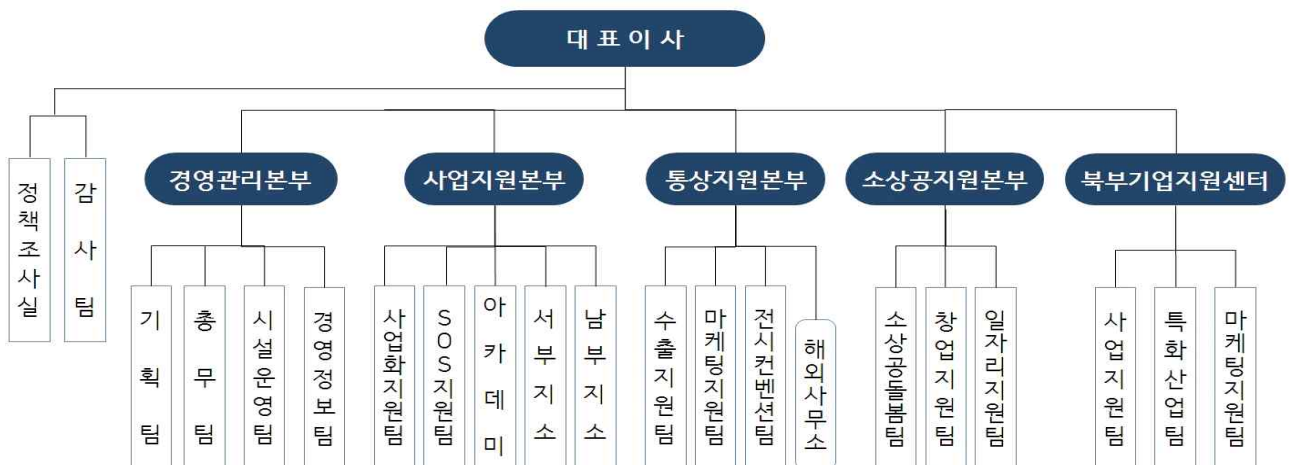 대표이사
정책조사실
감사팀
경영관리본부
사업지원본부
통상지원본부
소상공지원본부
북부기업지원센터
기획팀
총무팀
시설운영팀
경영정보팀
사업화지원팀
SOS지원팀
아카데미
서부지소
남부지소
수출지원팀
마케팅지원팀
전시컨벤션팀
해외사무소
소상공돌봄팀
창업지원팀
일자리지원팀
사업지원팀
특화산업팀
마케팅지원팀